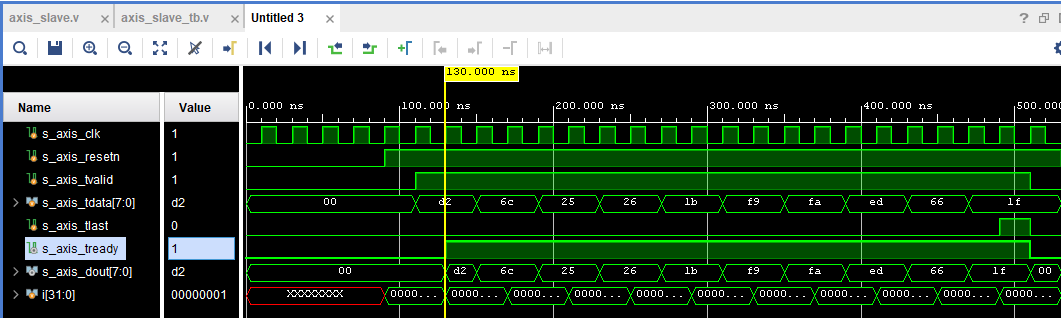 axis_slave.v × axis_slave_tb.v × Untitled 3 × ?
130.000 ns
Name Value 0.000 ns 100.000 ns 200.000 ns 300.000 ns 400.000 ns 500.000
s_axis_clk 1
s_axis_resetn 1
s_axis_tvalid 1
s_axis_tdata[7:0] d2 00 d2 6c 25 26 1b f9 fa ed 66 1f
s_axis_tlast 0
s_axis_tready 1
s_axis_dout[7:0] d2 00 d2 6c 25 26 1b f9 fa ed 66 1f 00
i[31:0] 00000001 XXXXXXXX 0000... 0000... 0000... 0000... 0000... 0000... 0000... 0000... 0000... 0000... 0000... 0000...